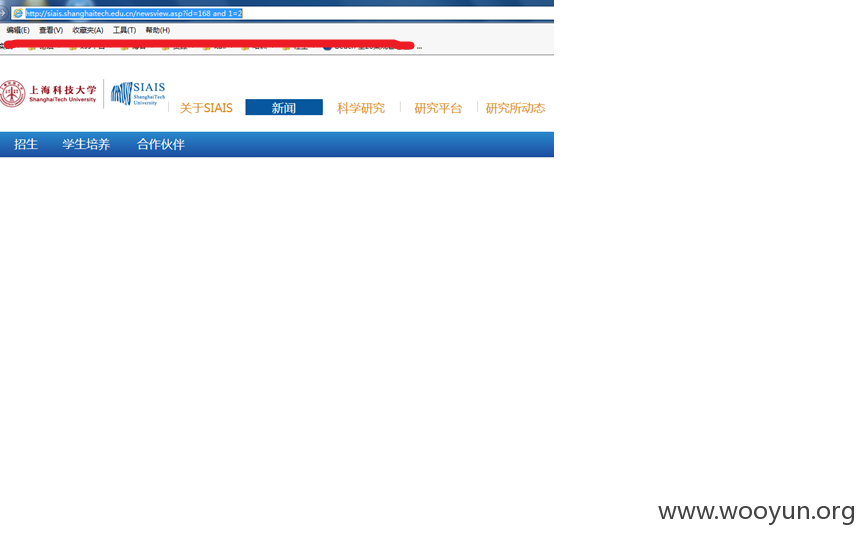 http://siais.shanghaitech.edu.cn/newsview.asp?id=168 and 1=2
编辑(E) 查看(V) 收藏夹(A) 工具(T) 帮助(H)
上海科技大学
ShanghaiTech University
SIAIS
ShanghaiTech
University
关于SIAIS 新闻 科学研究 研究平台 研究所动态
招生 学生培养 合作伙伴
www.wooyun.org